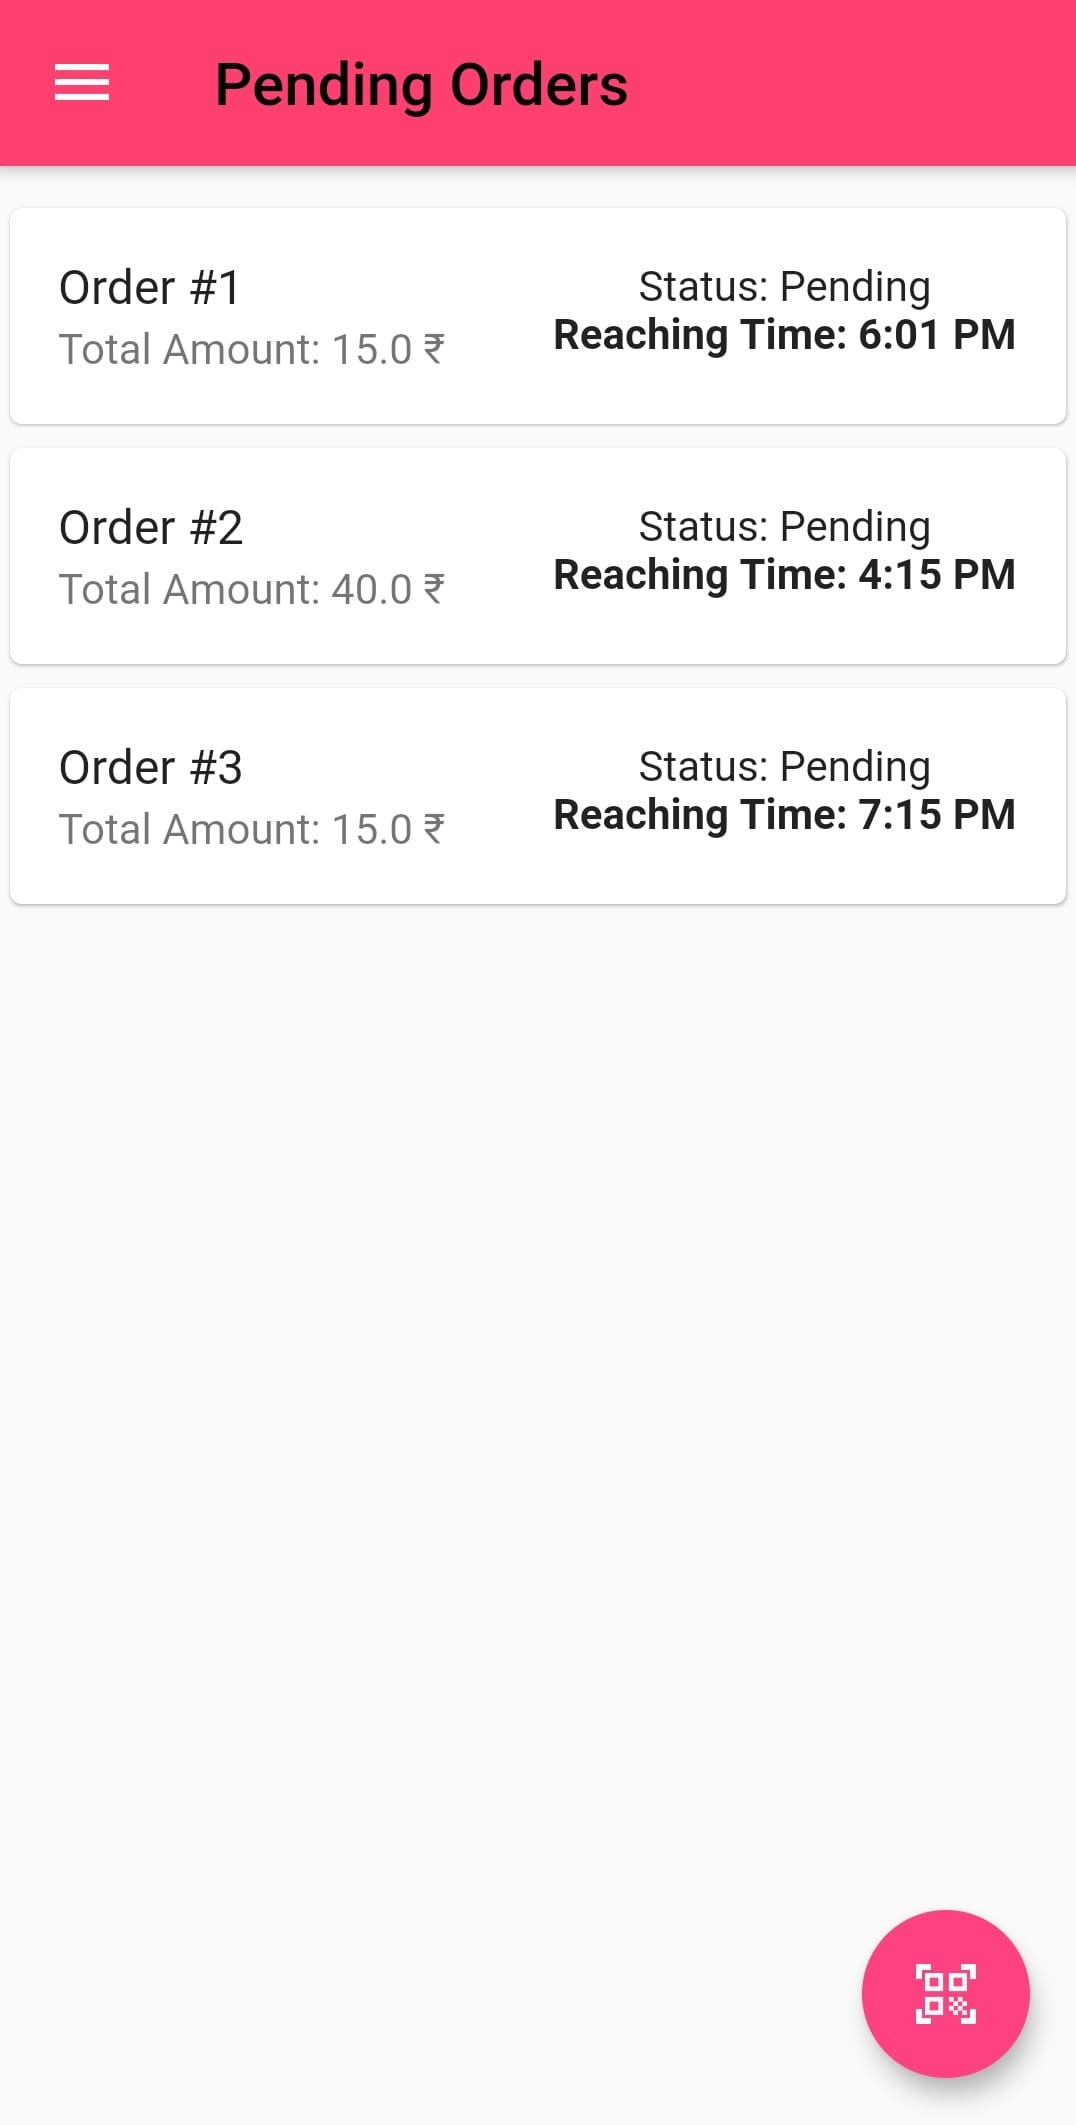 Pending Orders
Order #1
Total Amount: 15.0 ₹
Status: Pending
Reaching Time: 6:01 PM
Order #2
Total Amount: 40.0 ₹
Status: Pending
Reaching Time: 4:15 PM
Order #3
Total Amount: 15.0 ₹
Status: Pending
Reaching Time: 7:15 PM